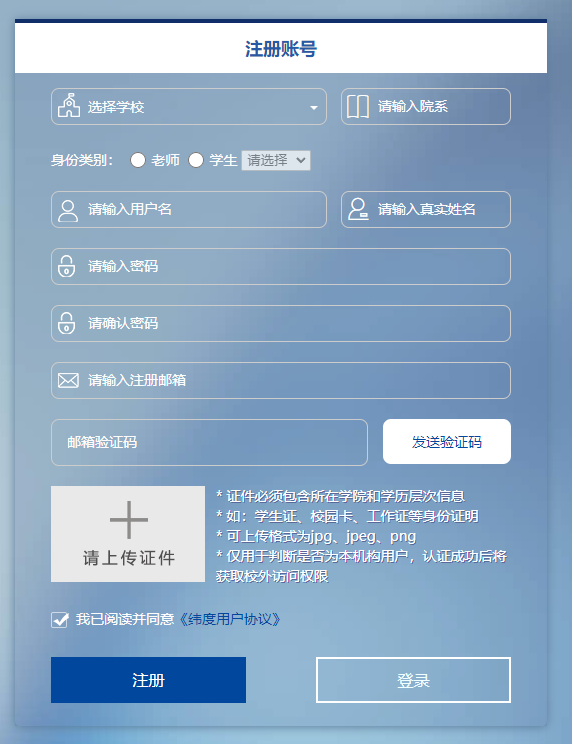 注册账号
选择学校 请输入院系
身份类别： 老师 学生 请选择
请输入用户名 请输入真实姓名
请输入密码
请确认密码
请输入注册邮箱
邮箱验证码 发送验证码
* 证件必须包含所在学院和学历层次信息
* 如：学生证、校园卡、工作证等身份证明
* 可上传格式为jpg、jpeg、png
* 仅用于判断是否为本机构用户，认证成功后将
获取校外访问权限
请上传证件
我已阅读并同意《纬度用户协议》
注册 登录